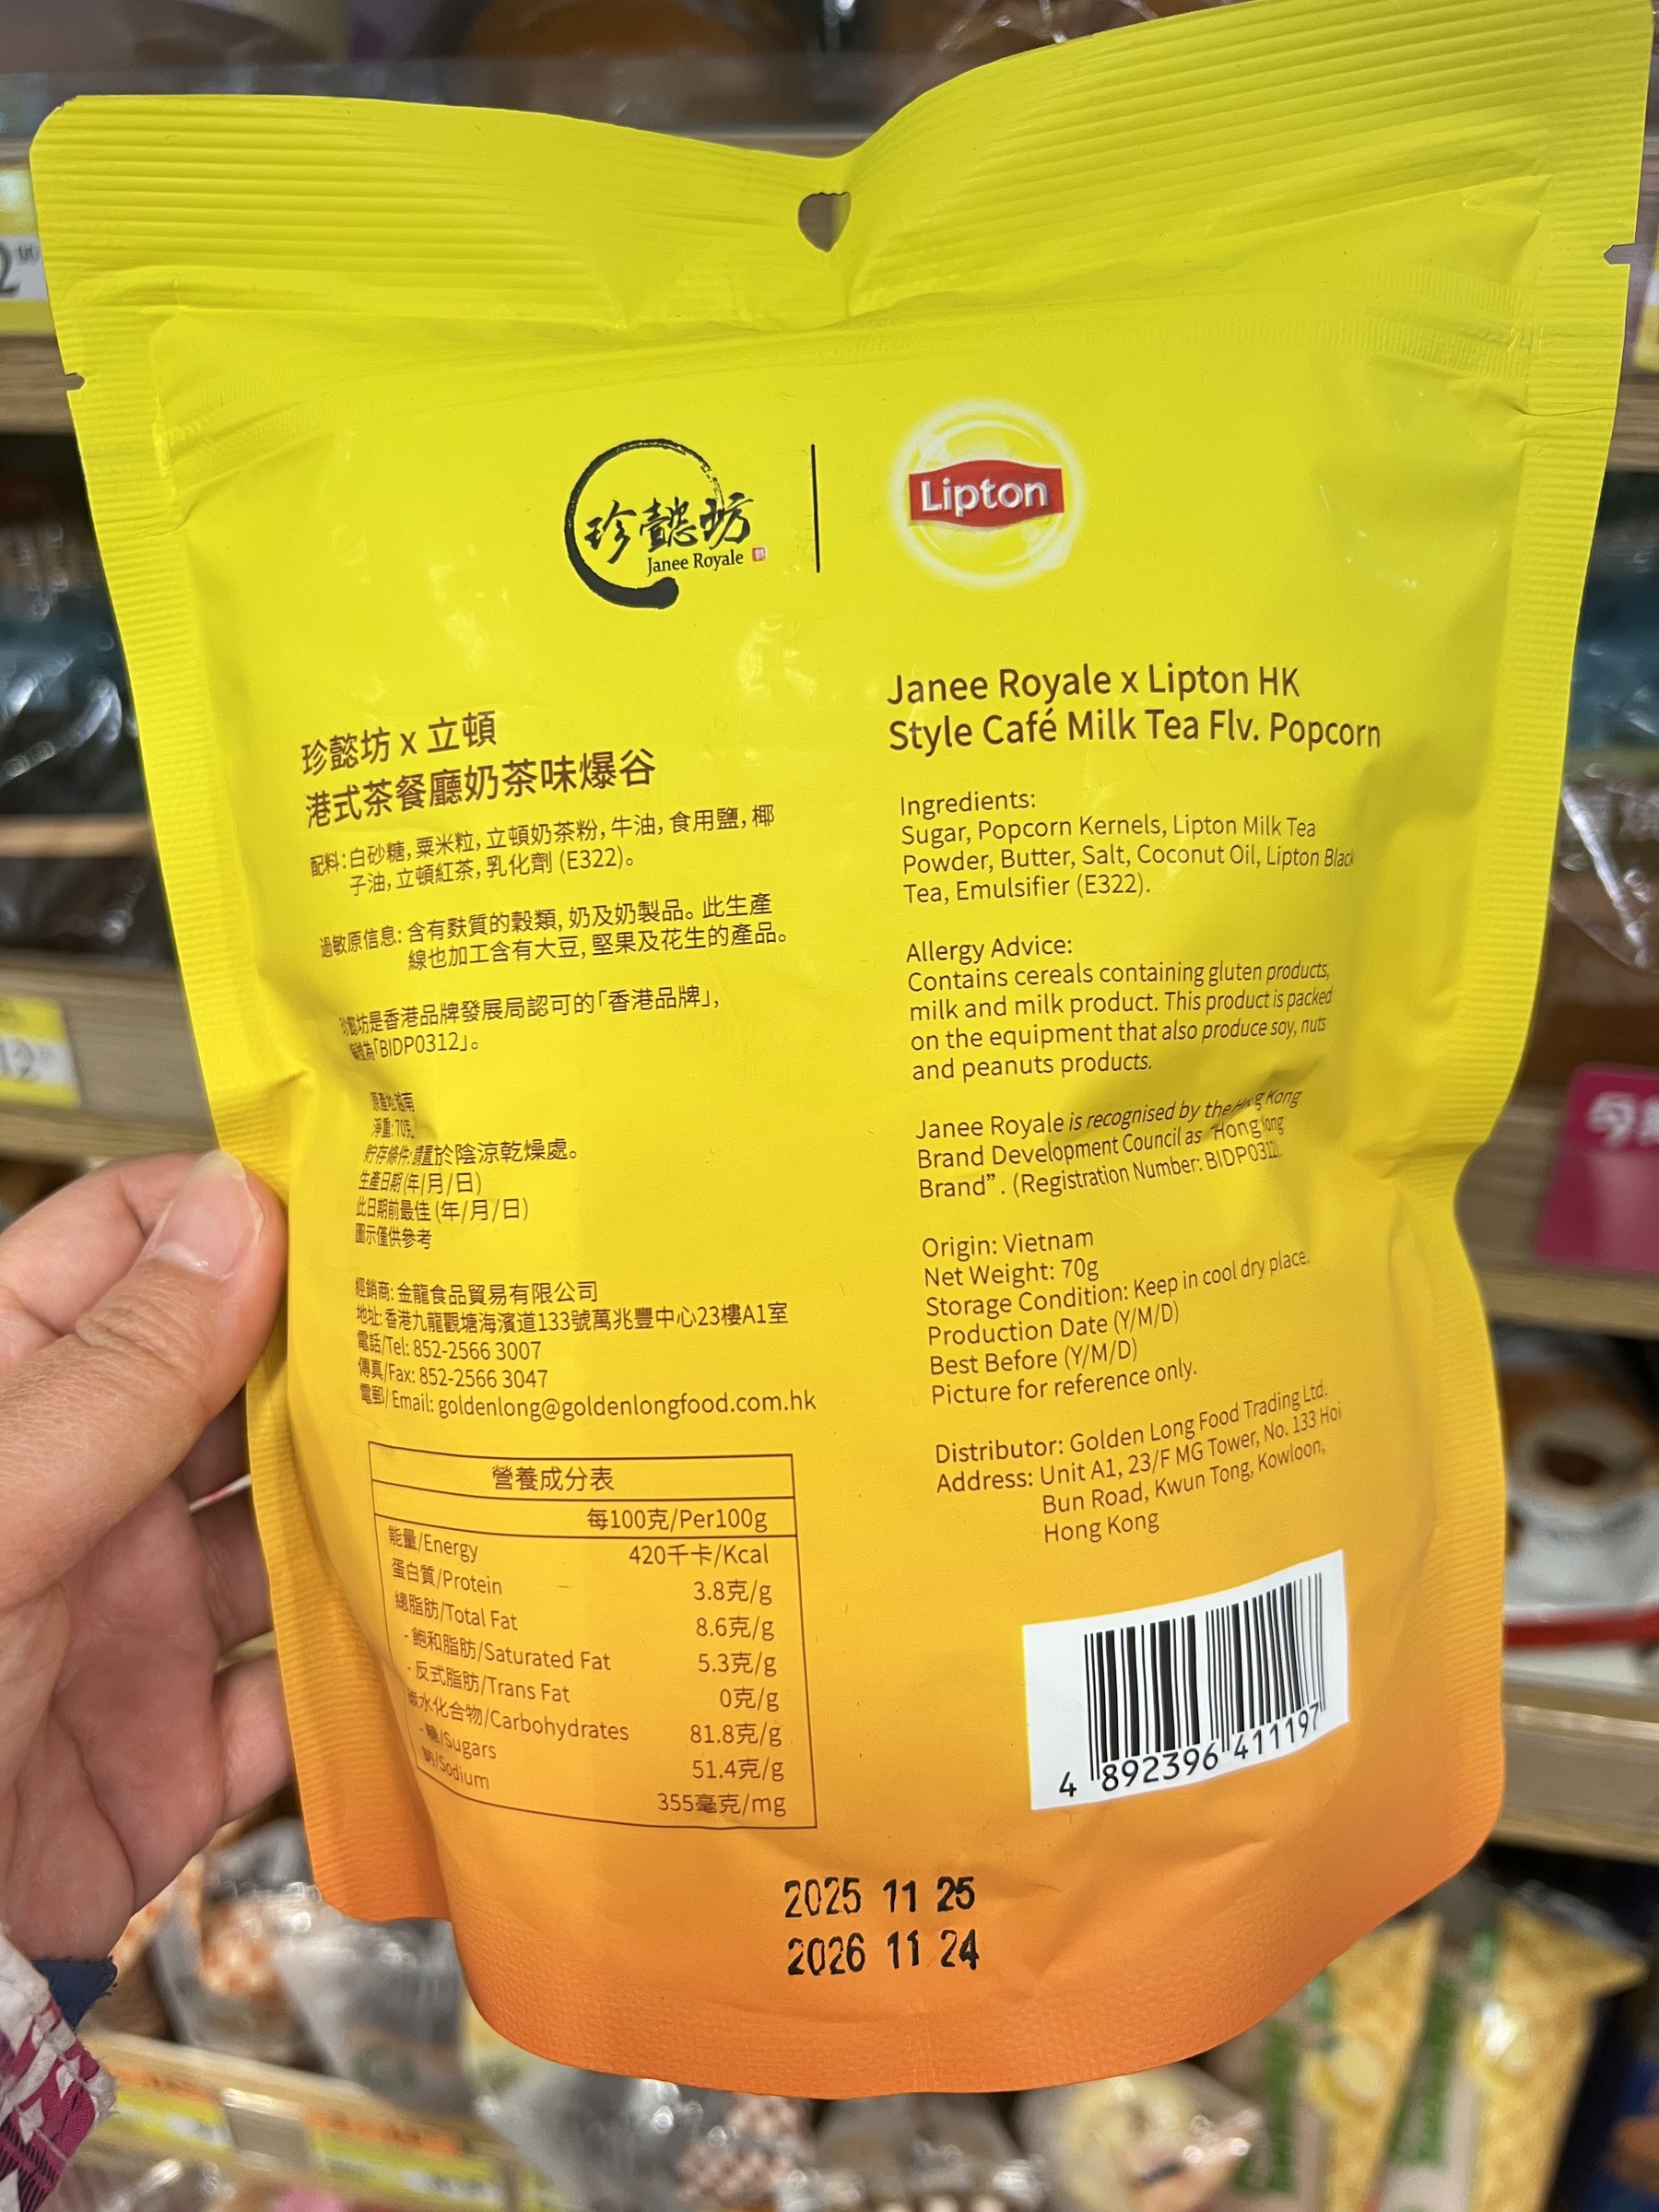 珍懿坊
Janee Royale
Lipton
珍懿坊 x 立頓
港式茶餐廳奶茶味爆谷
配料: 白砂糖, 粟米粒, 立頓奶茶粉, 牛油, 食用鹽, 椰
子油, 立頓紅茶, 乳化劑 (E322)。
過敏原信息: 含有麩質的穀類, 奶及奶製品。此生產
線也加工含有大豆, 堅果及花生的產品。
珍懿坊是香港品牌發展局認可的「香港品牌」,
編號為「BIDP0312」。
原產地:越南
淨重:70克
貯存條件:請置於陰涼乾燥處。
生產日期(年/月/日)
此日期前最佳 (年/月/日)
圖示僅供參考
經銷商: 金龍食品貿易有限公司
地址: 香港九龍觀塘海濱道133號萬兆豐中心23樓A1室
電話/Tel: 852-2566 3007
傳真/Fax: 852-2566 3047
電郵/ Email: goldenlong@goldenlongfood.com.hk
營養成分表
每100克/Per100g
能量/Energy 420千卡/Kcal
蛋白質/Protein 3.8克/g
總脂肪/Total Fat 8.6克/g
- 飽和脂肪/Saturated Fat 5.3克/g
- 反式脂肪/Trans Fat 0克/g
碳水化合物/Carbohydrates 81.8克/g
- 糖/Sugars 51.4克/g
鈉/Sodium 355毫克/mg
Janee Royale x Lipton HK
Style Café Milk Tea Flv. Popcorn
Ingredients:
Sugar, Popcorn Kernels, Lipton Milk Tea
Powder, Butter, Salt, Coconut Oil, Lipton Black
Tea, Emulsifier (E322).
Allergy Advice:
Contains cereals containing gluten products,
milk and milk product. This product is packed
on the equipment that also produce soy, nuts
and peanuts products.
Janee Royale is recognised by the Hong Kong
Brand Development Council as "Hong Kong
Brand" . (Registration Number: BIDP0312).
Origin: Vietnam
Net Weight: 70g
Storage Condition: Keep in cool dry place.
Production Date (Y/M/D)
Best Before (Y/M/D)
Picture for reference only.
Distributor: Golden Long Food Trading Ltd.
Address: Unit A1, 23/F MG Tower, No. 133 Hoi
Bun Road, Kwun Tong, Kowloon,
Hong Kong
4 892396 411197
2025 11 25
2026 11 24